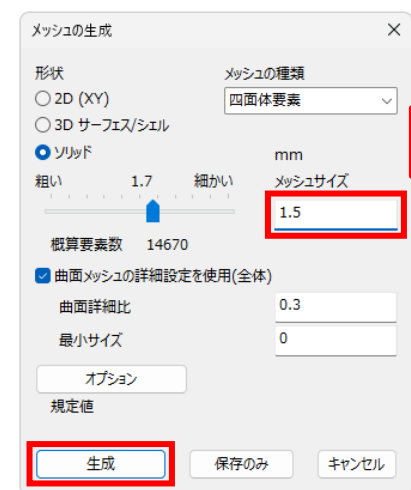 メッシュの生成
形状
メッシュの種類
2D (XY)
四面体要素
3D サーフェス/シェル
ソリッド
mm
粗い 1.7 細かい
メッシュサイズ
1.5
概算要素数 14670
曲面メッシュの詳細設定を使用(全体)
曲面詳細比 0.3
最小サイズ 0
オプション
規定値
生成 保存のみ キャンセル